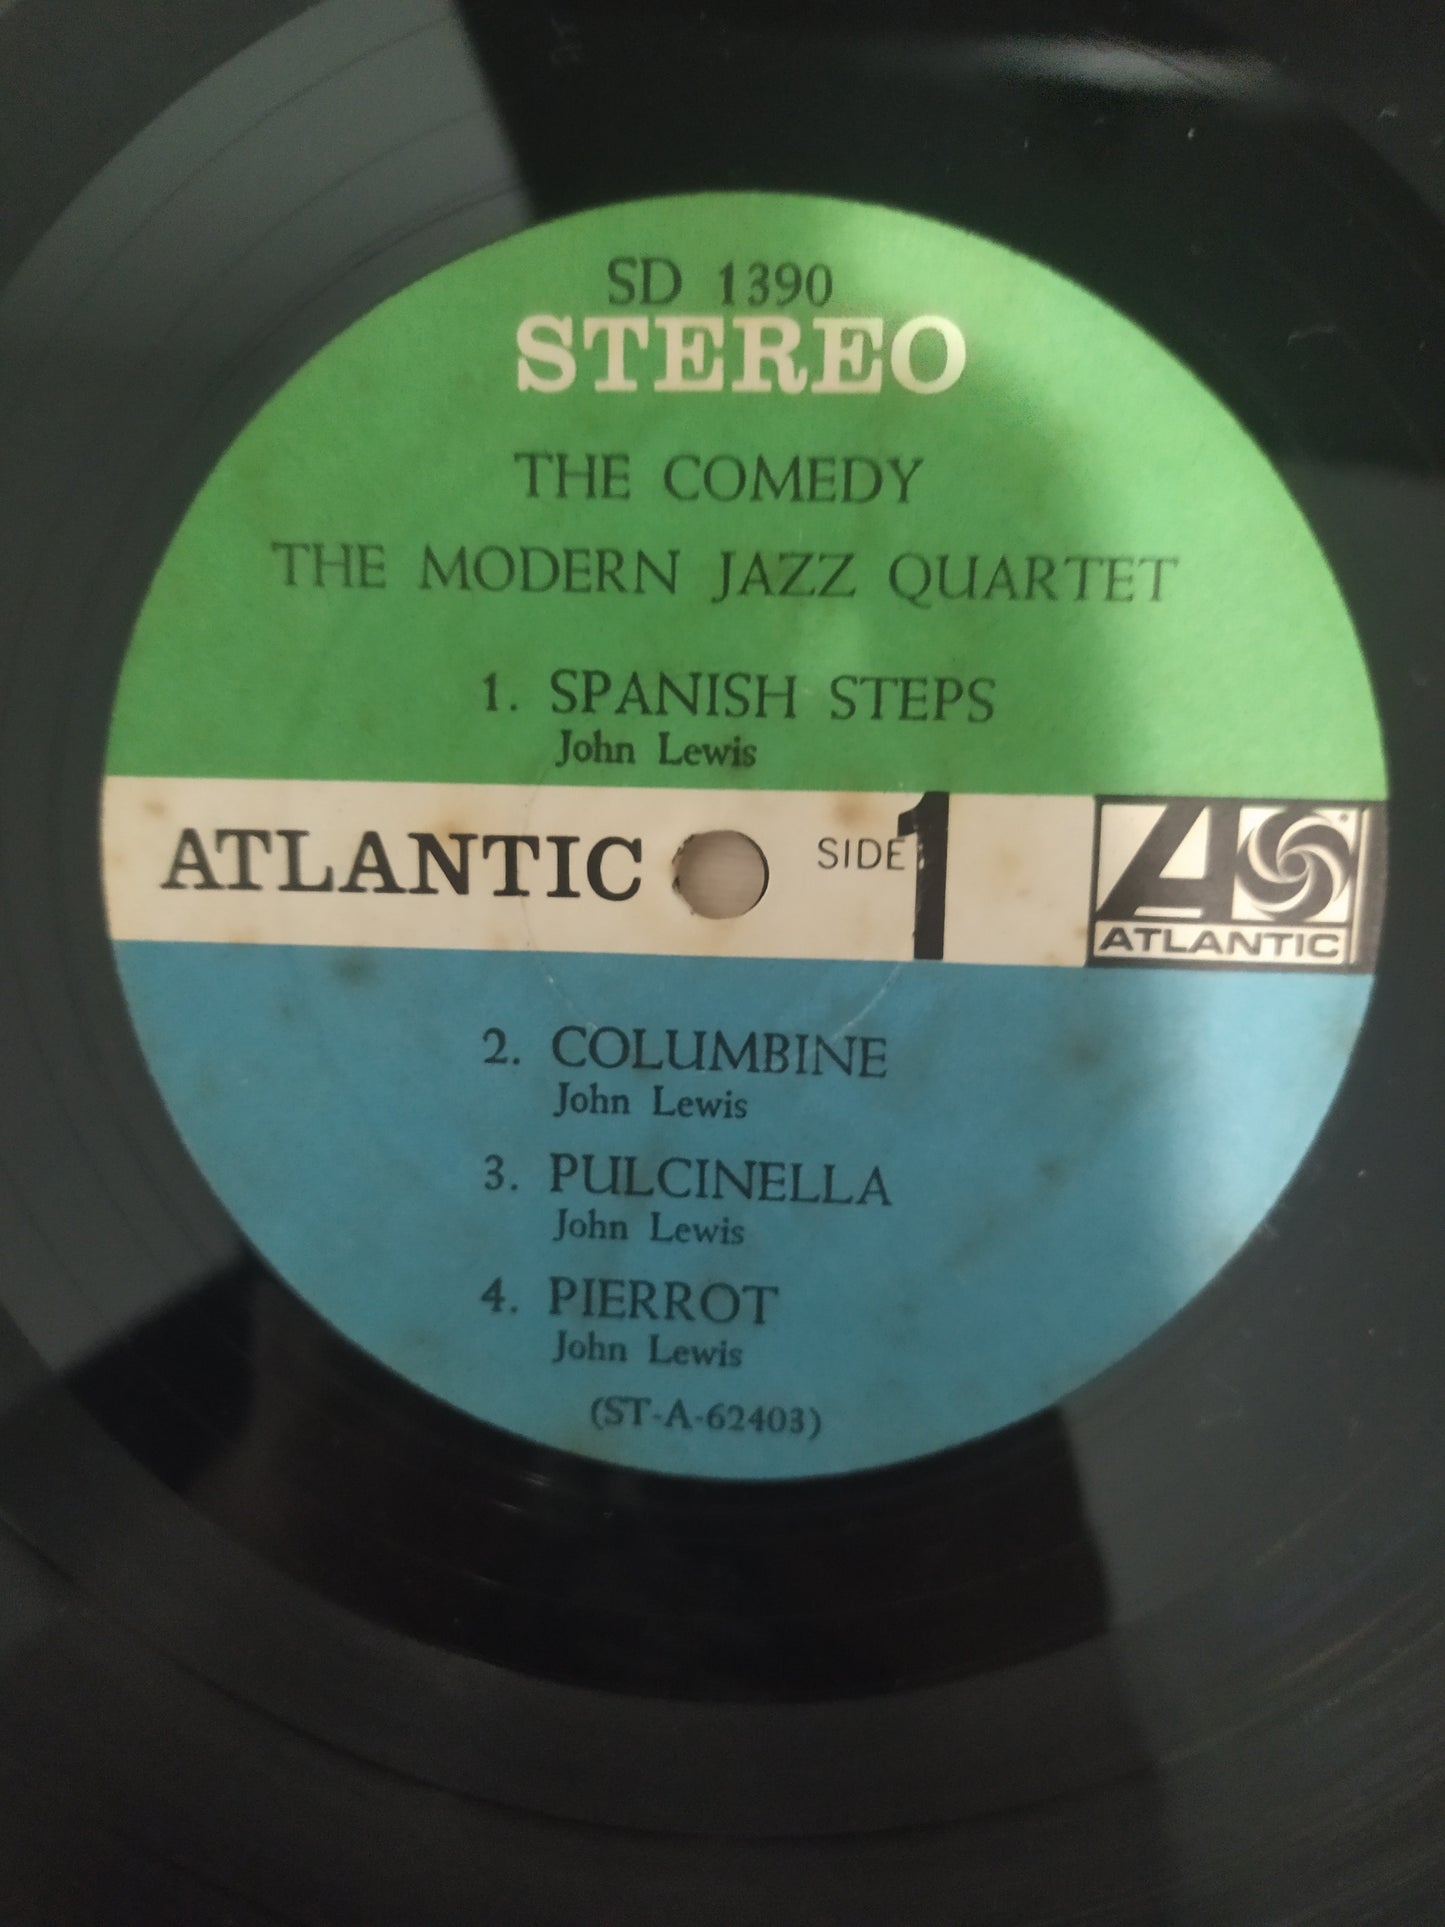 SD 1390
STEREO
THE COMEDY
THE MODERN JAZZ QUARTET
1. SPANISH STEPS
John Lewis
ATLANTIC SIDE 1
ATLANTIC
2. COLUMBINE
John Lewis
3. PULCINELLA
John Lewis
4. PIERROT
John Lewis
(ST-A-62403)